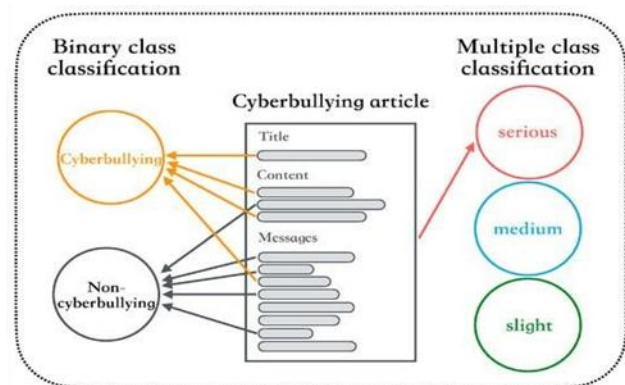 Binary class
classification
Multiple class
classification
Cyberbullying article
Title
Content
Messages
Cyberbullying
Non-
cyberbullying
serious
medium
slight